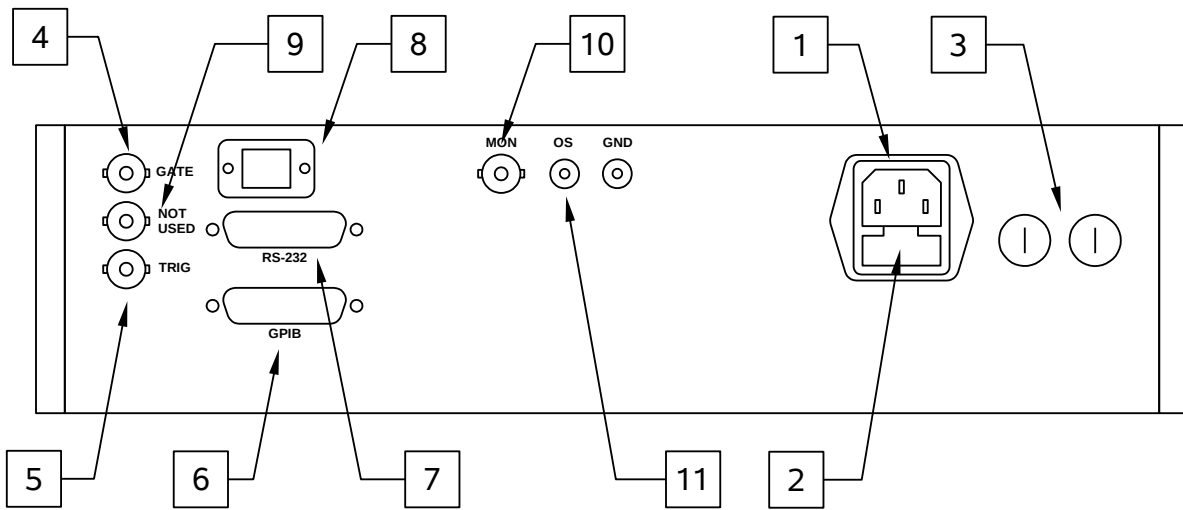 4
9
8
10
1
3
MON
OS
GND
GATE
NOT
USED
TRIG
RS-232
GPIB
5
6
7
11
2